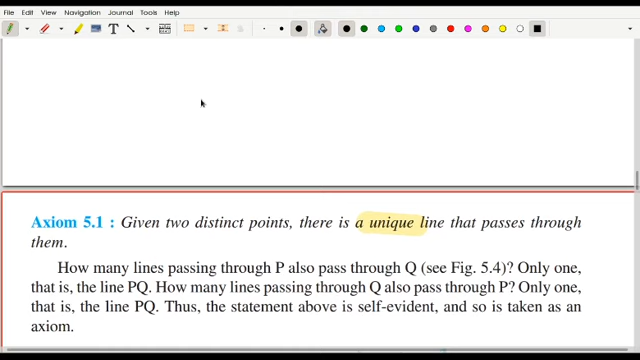 File Edit View Navigation Journal Tools Help
Axiom 5.1 : Given two distinct points, there is a unique line that passes through
them.
How many lines passing through P also pass through Q (see Fig. 5.4)? Only one,
that is, the line PQ. How many lines passing through Q also pass through P? Only one,
that is, the line PQ. Thus, the statement above is self-evident, and so is taken as an
axiom.